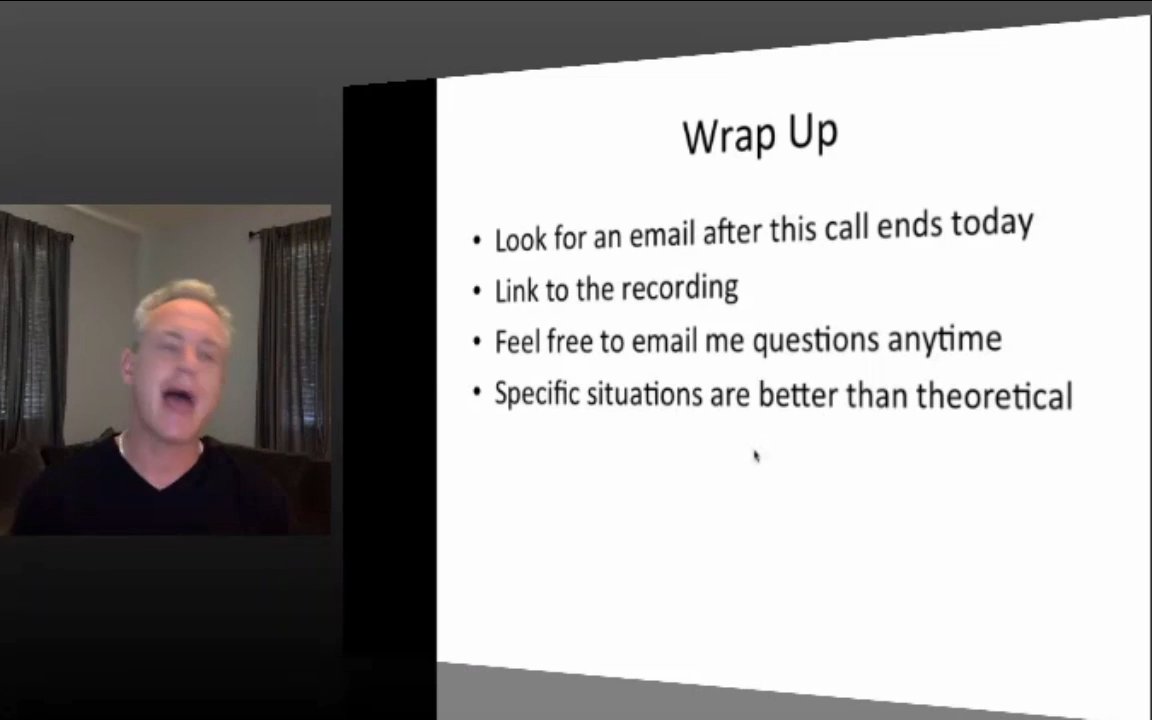 Wrap Up
• Look for an email after this call ends today
• Link to the recording
• Feel free to email me questions anytime
• Specific situations are better than theoretical